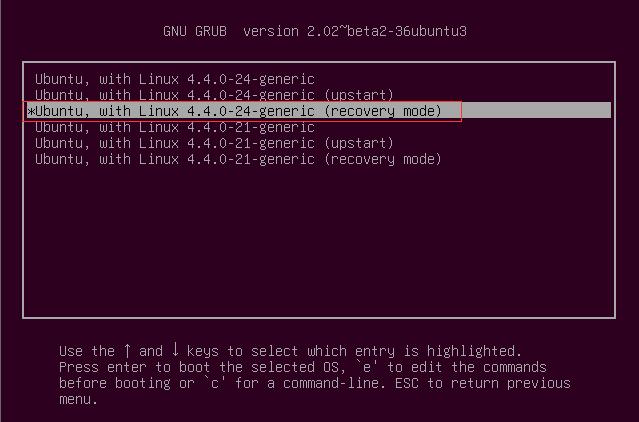 GNU GRUB  version 2.02~beta2-36ubuntu3
Ubuntu, with Linux 4.4.0-24-generic
Ubuntu, with Linux 4.4.0-24-generic (upstart)
*Ubuntu, with Linux 4.4.0-24-generic (recovery mode)
Ubuntu, with Linux 4.4.0-21-generic
Ubuntu, with Linux 4.4.0-21-generic (upstart)
Ubuntu, with Linux 4.4.0-21-generic (recovery mode)
Use the ↑ and ↓ keys to select which entry is highlighted.
Press enter to boot the selected OS, `e' to edit the commands
before booting or `c' for a command-line. ESC to return previous
menu.